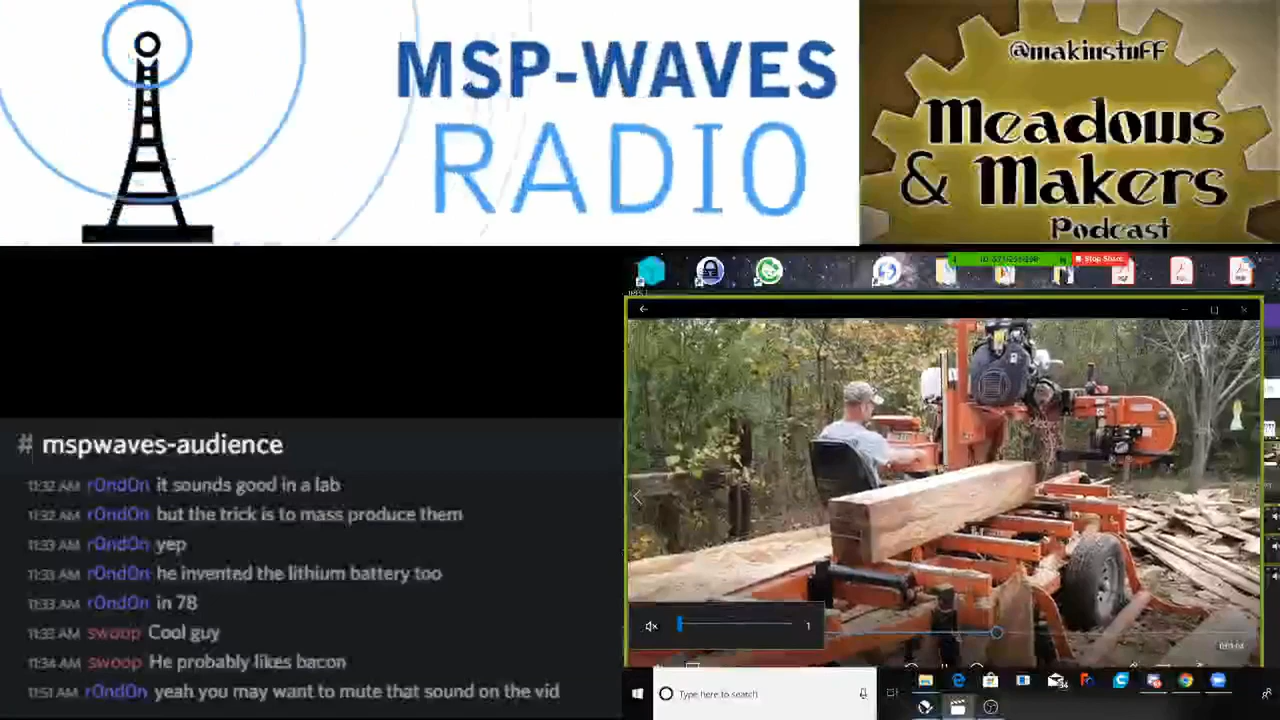 MSP-WAVES
RADIO
@makinstuff
Meadows
& Makers
Podcast
Stop Share
# mspwaves-audience
11:32 AM r0nd0n it sounds good in a lab
11:32 AM r0nd0n but the trick is to mass produce them
11:33 AM r0nd0n yep
11:33 AM r0nd0n he invented the lithium battery too
11:33 AM r0nd0n in 78
11:33 AM swoop Cool guy
11:34 AM swoop He probably likes bacon
11:51 AM r0nd0n yeah you may want to mute that sound on the vid
1
Type here to search